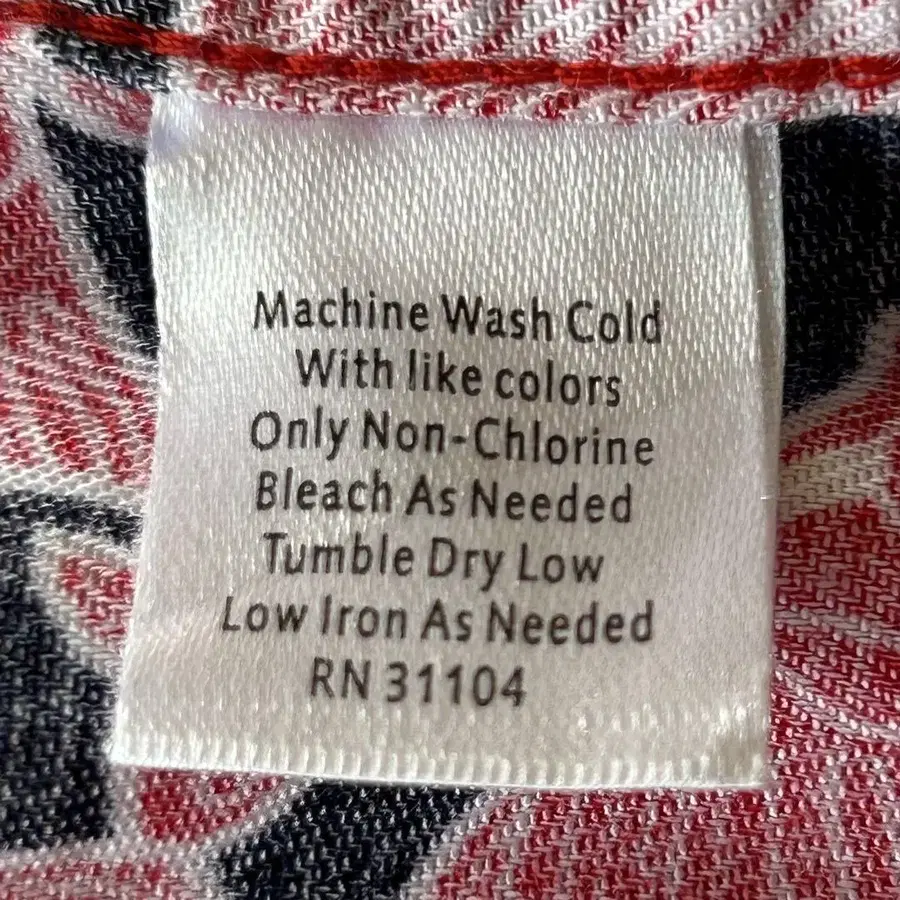 Machine Wash Cold
With like colors
Only Non-Chlorine
Bleach As Needed
Tumble Dry Low
Low Iron As Needed
RN 31104